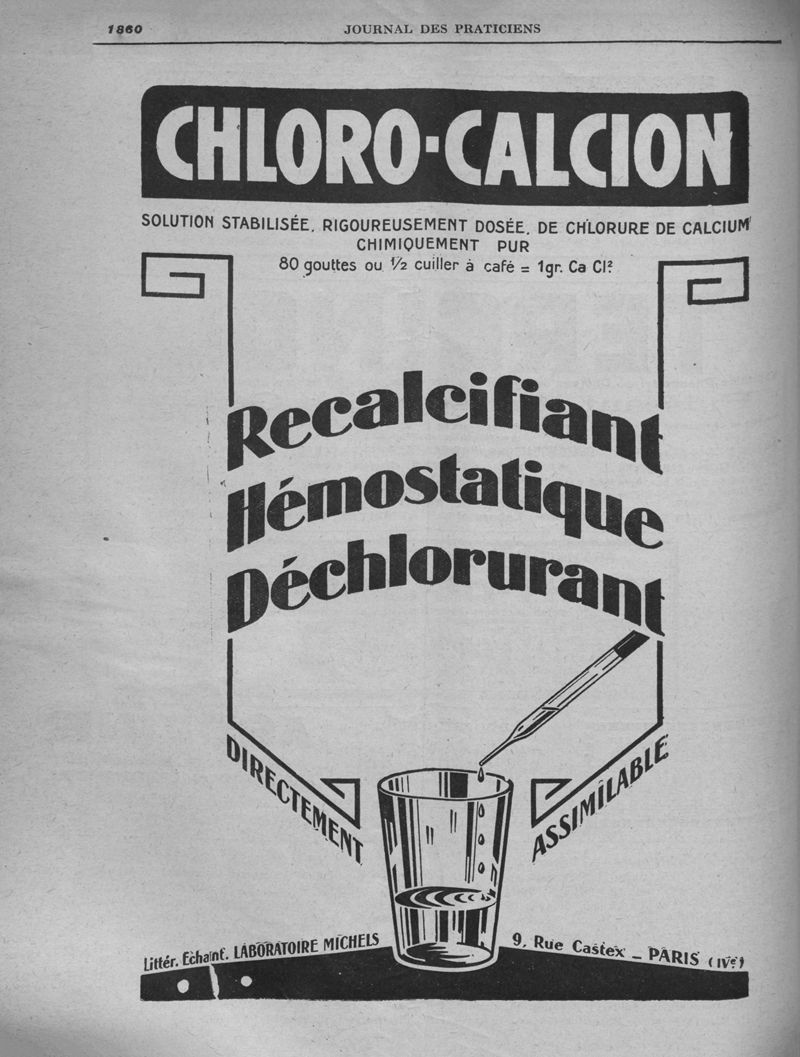 1860
JOURNAL DES PRATICIENS
CHLORO-CALCION
SOLUTION STABILISÉE, RIGOUREUSEMENT DOSÉE, DE CHLORURE DE CALCIUM
CHIMIQUEMENT PUR
80 gouttes ou ½ cuiller à café = 1gr. Ca Cl²
Recalcifiant
Hémostatique
Déchlorurant
DIRECTEMENT
ASSIMILABLE
Littér. Echant. LABORATOIRE MICHELS
9, Rue Castex _ PARIS (IVe)